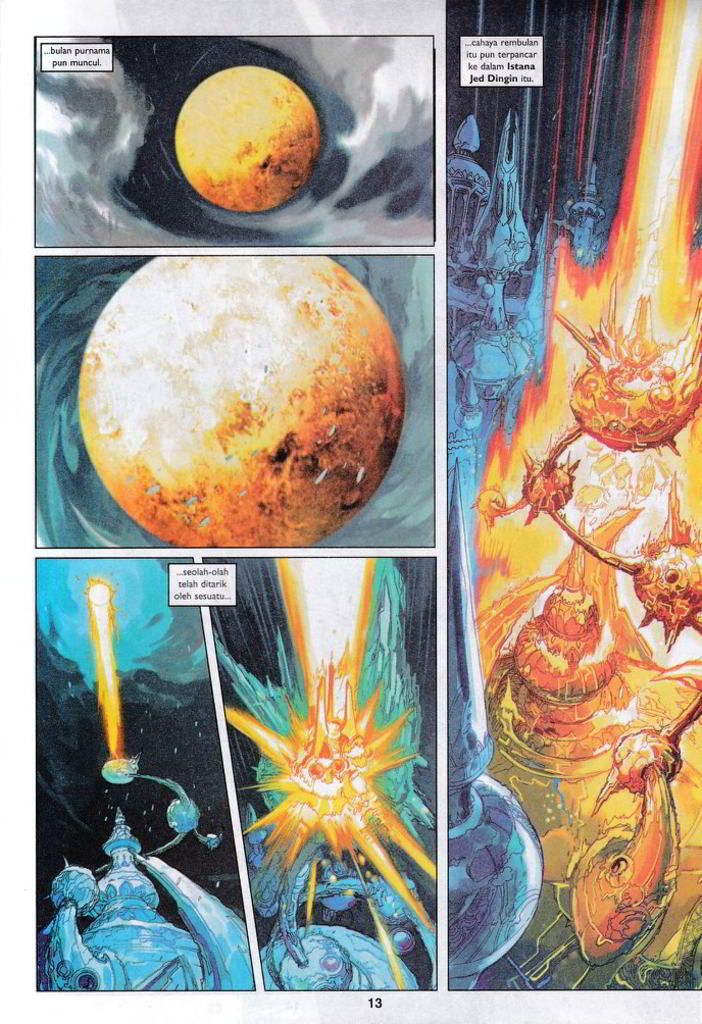 ...bulan purnama
pun muncul.
...seolah-olah
telah ditarik
oleh sesuatu...
...cahaya rembulan
itu pun terpancar
ke dalam Istana
Jed Dingin itu.
13